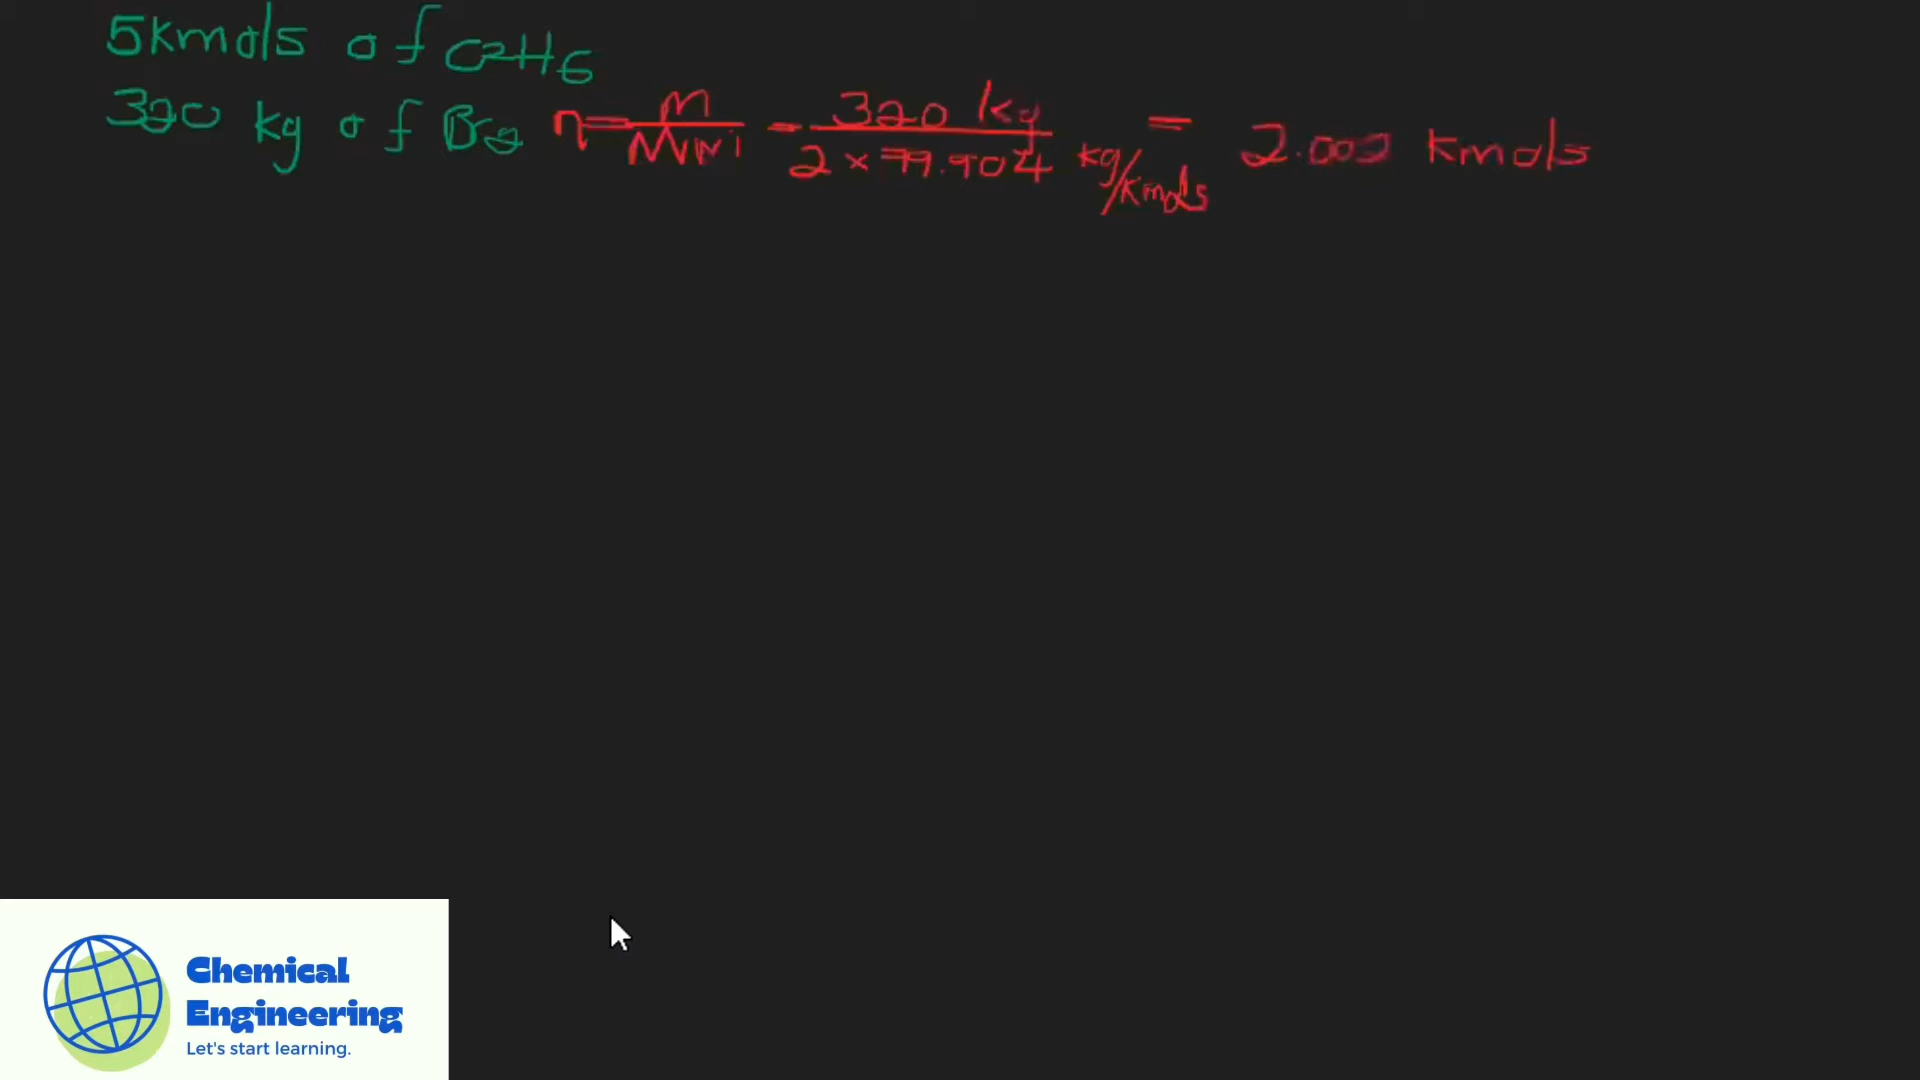 5kmols of C2H6
320 kg of Br2 n = m/Mwi = 320 kg / 2 × 79.904 kg/kmols = 2.002 kmols
Chemical
Engineering
Let's start learning.